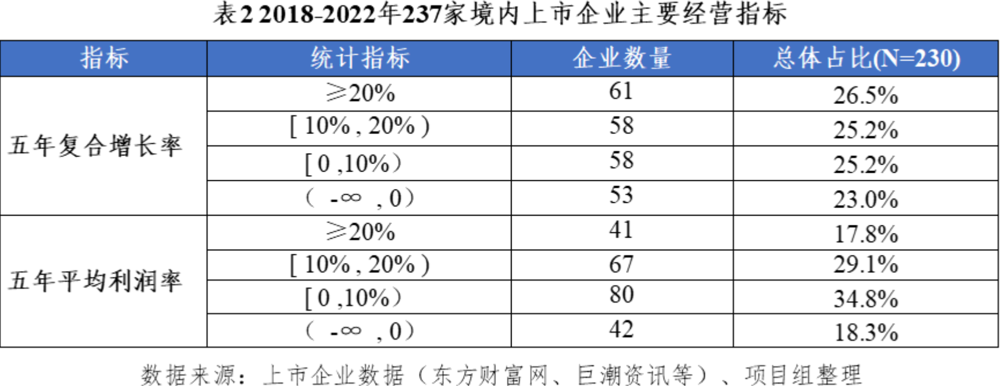 表2 2018-2022年237家境内上市企业主要经营指标
指标 统计指标 企业数量 总体占比(N=230)
五年复合增长率
≥20% 61 26.5%
[ 10% , 20% ) 58 25.2%
[ 0 ,10%） 58 25.2%
（ -∞ , 0） 53 23.0%
五年平均利润率
≥20% 41 17.8%
[ 10% , 20% ) 67 29.1%
[ 0 ,10%） 80 34.8%
（ -∞ , 0） 42 18.3%
数据来源：上市企业数据（东方财富网、巨潮资讯等）、项目组整理